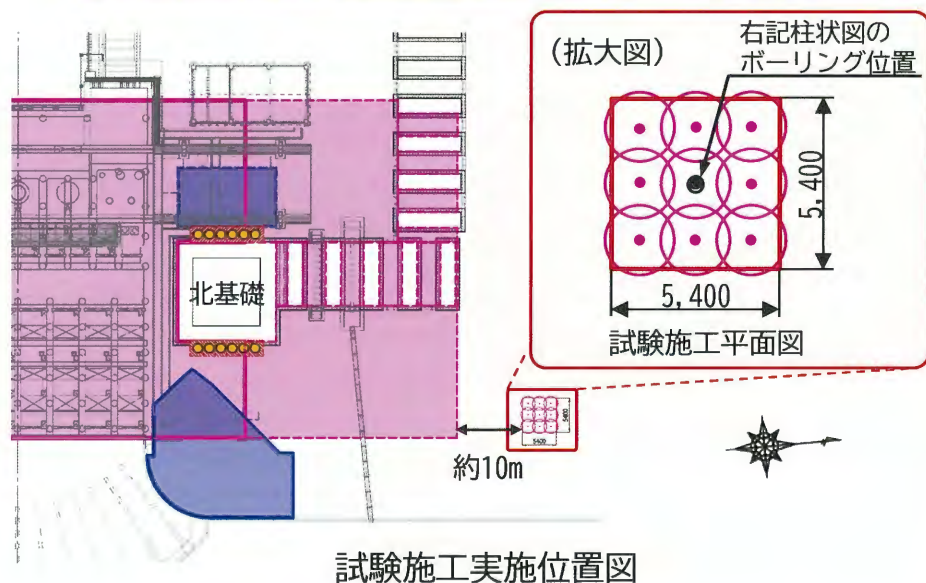 (拡大図)
右記柱状図の
ボーリング位置
5,400
5,400
試験施工平面図
北基礎
5400
5400
約10m
試験施工実施位置図